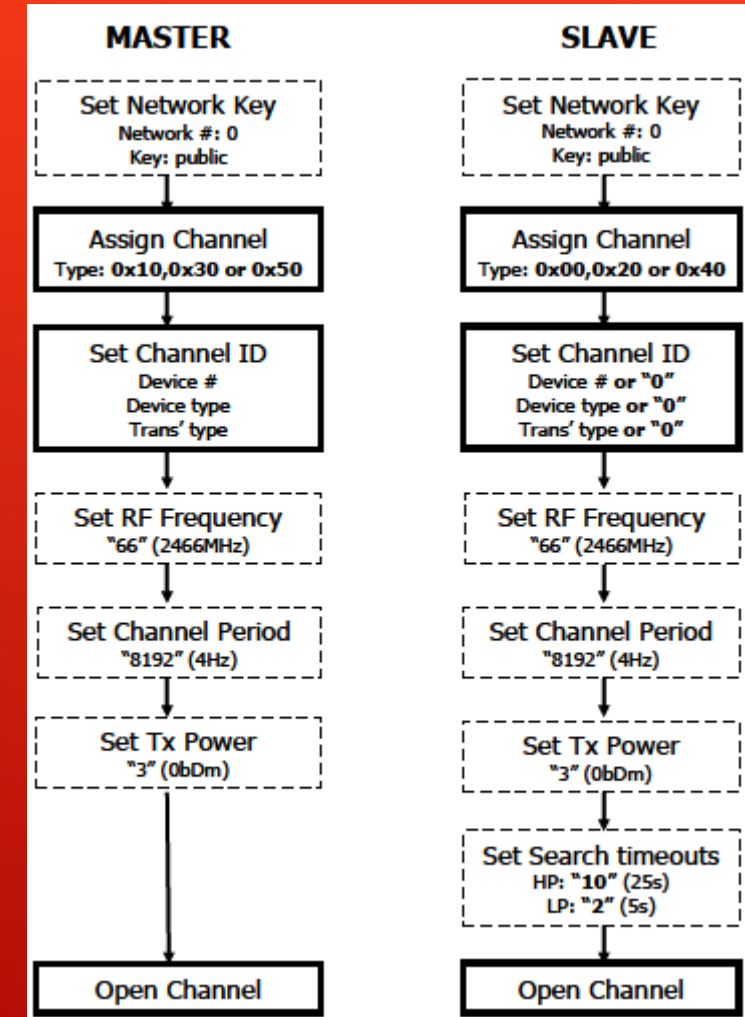 MASTER
Set Network Key
Network #: 0
Key: public
Assign Channel
Type: 0x10,0x30 or 0x50
Set Channel ID
Device #
Device type
Trans' type
Set RF Frequency
"66" (2466MHz)
Set Channel Period
"8192" (4Hz)
Set Tx Power
"3" (0bDm)
Open Channel
SLAVE
Set Network Key
Network #: 0
Key: public
Assign Channel
Type: 0x00,0x20 or 0x40
Set Channel ID
Device # or "0"
Device type or "0"
Trans' type or "0"
Set RF Frequency
"66" (2466MHz)
Set Channel Period
"8192" (4Hz)
Set Tx Power
"3" (0bDm)
Set Search timeouts
HP: "10" (25s)
LP: "2" (5s)
Open Channel